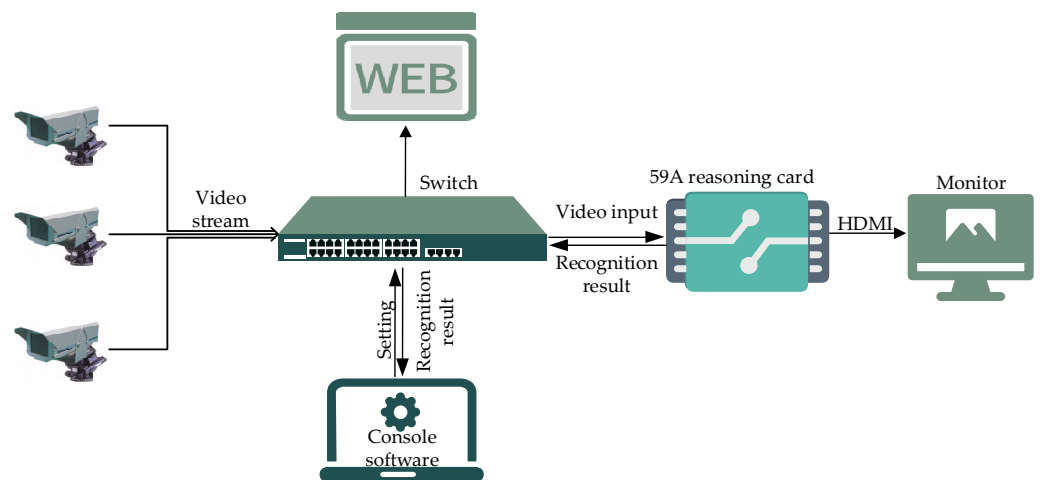 WEB
Switch
Video
stream
59A reasoning card
Monitor
Video input
Recognition
result
HDMI
Setting
Recognition
result
Console
software